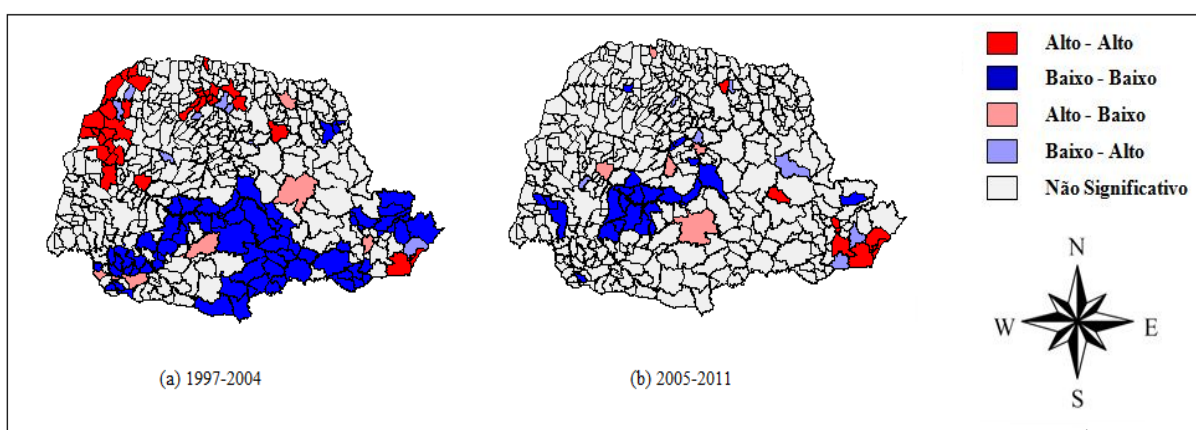 Alto - Alto
Baixo - Baixo
Alto - Baixo
Baixo - Alto
Não Significativo
N
W E
S
(a) 1997-2004
(b) 2005-2011